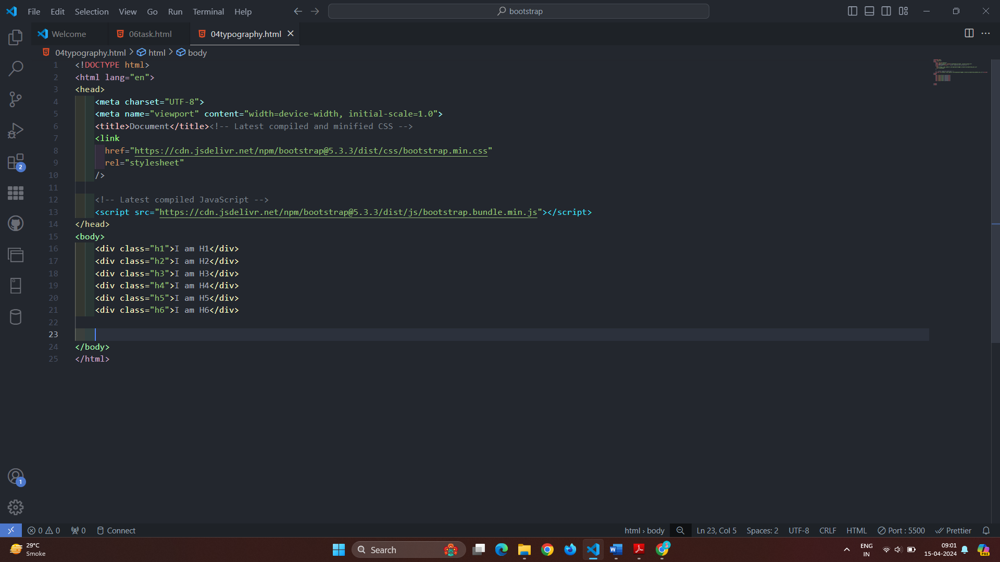 File Edit Selection View Go Run Terminal Help bootstrap
Welcome 06task.html 04typography.html
04typography.html html body
1 <!DOCTYPE html>
2 <html lang="en">
3 <head>
4 <meta charset="UTF-8">
5 <meta name="viewport" content="width=device-width, initial-scale=1.0">
6 <title>Document</title><!-- Latest compiled and minified CSS -->
7 <link
8 href="https://cdn.jsdelivr.net/npm/bootstrap@5.3.3/dist/css/bootstrap.min.css"
9 rel="stylesheet"
10 />
11
12 <!-- Latest compiled JavaScript -->
13 <script src="https://cdn.jsdelivr.net/npm/bootstrap@5.3.3/dist/js/bootstrap.bundle.min.js"></script>
14 </head>
15 <body>
16 <div class="h1">I am H1</div>
17 <div class="h2">I am H2</div>
18 <div class="h3">I am H3</div>
19 <div class="h4">I am H4</div>
20 <div class="h5">I am H5</div>
21 <div class="h6">I am H6</div>
22
23
24 </body>
25 </html>
2
1
0 0 0 Connect html › body Ln 23, Col 5 Spaces: 2 UTF-8 CRLF HTML Port : 5500 Prettier
29°C
Smoke
Search
ENG
IN
09:01
15-04-2024
PRE